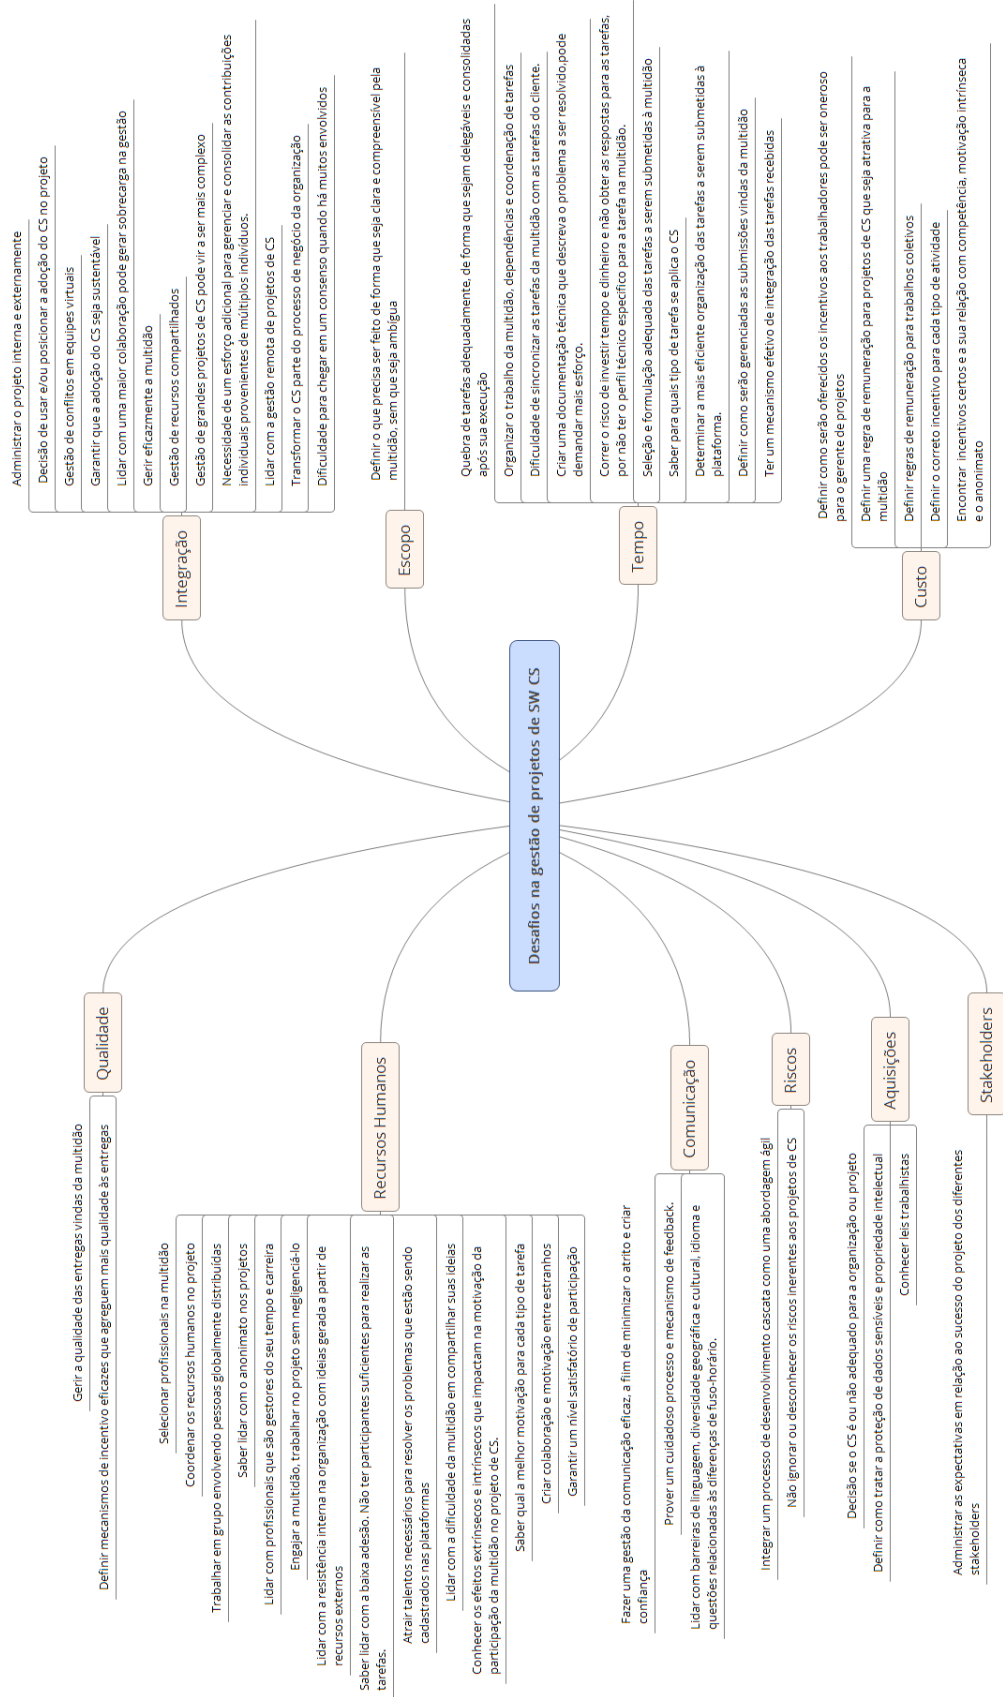 Desafios na gestão de projetos de SW CS
Integração
Administrar o projeto interna e externamente
Decisão de usar e/ou posicionar a adoção do CS no projeto
Gestão de conflitos em equipes virtuais
Garantir que a adoção do CS seja sustentável
Lidar com uma maior colaboração pode gerar sobrecarga na gestão
Gerir eficazmente a multidão
Gestão de recursos compartilhados
Gestão de grandes projetos de CS pode vir a ser mais complexo
Necessidade de um esforço adicional para gerenciar e consolidar as contribuições
individuais provenientes de múltiplos indivíduos.
Lidar com a gestão remota de projetos de CS
Transformar o CS parte do processo de negócio da organização
Dificuldade para chegar em um consenso quando há muitos envolvidos
Escopo
Definir o que precisa ser feito de forma que seja clara e compreensível pela
multidão, sem que seja ambígua
Tempo
Quebra de tarefas adequadamente, de forma que sejam delegáveis e consolidadas
após sua execução
Organizar o trabalho da multidão, dependências e coordenação de tarefas
Dificuldade de sincronizar as tarefas da multidão com as tarefas do cliente.
Criar uma documentação técnica que descreva o problema a ser resolvido,pode
demandar mais esforço.
Correr o risco de investir tempo e dinheiro e não obter as respostas para as tarefas,
por não ter o perfil técnico específico para a tarefa na multidão.
Seleção e formulação adequada das tarefas a serem submetidas à multidão
Saber para quais tipo de tarefa se aplica o CS
Determinar a mais eficiente organização das tarefas a serem submetidas à
plataforma.
Definir como serão gerenciadas as submissões vindas da multidão
Ter um mecanismo efetivo de integração das tarefas recebidas
Custo
Definir como serão oferecidos os incentivos aos trabalhadores pode ser oneroso
para o gerente de projetos
Definir uma regra de remuneração para projetos de CS que seja atrativa para a
multidão
Definir regras de remuneração para trabalhos coletivos
Definir o correto incentivo para cada tipo de atividade
Encontrar incentivos certos e a sua relação com competência, motivação intrínseca
e o anonimato
Qualidade
Gerir a qualidade das entregas vindas da multidão
Definir mecanismos de incentivo eficazes que agreguem mais qualidade às entregas
Recursos Humanos
Selecionar profissionais na multidão
Coordenar os recursos humanos no projeto
Trabalhar em grupo envolvendo pessoas globalmente distribuídas
Saber lidar com o anonimato nos projetos
Lidar com profissionais que são gestores do seu tempo e carreira
Engajar a multidão, trabalhar no projeto sem negligenciá-lo
Lidar com a resistência interna na organização com ideias gerada a partir de
recursos externos
Saber lidar com a baixa adesão. Não ter participantes suficientes para realizar as
tarefas.
Atrair talentos necessários para resolver os problemas que estão sendo
cadastrados nas plataformas
Lidar com a dificuldade da multidão em compartilhar suas ideias
Conhecer os efeitos extrínsecos e intrínsecos que impactam na motivação da
participação da multidão no projeto de CS.
Saber qual a melhor motivação para cada tipo de tarefa
Criar colaboração e motivação entre estranhos
Garantir um nível satisfatório de participação
Comunicação
Fazer uma gestão da comunicação eficaz, a fiim de minimizar o atrito e criar
confiança
Prover um cuidadoso processo e mecanismo de feedback.
Lidar com barreiras de linguagem, diversidade geográfica e cultural, idioma e
questões relacionadas às diferenças de fuso-horário.
Riscos
Integrar um processo de desenvolvimento cascata como uma abordagem ágil
Não ignorar ou desconhecer os riscos inerentes aos projetos de CS
Aquisições
Decisão se o CS é ou não adequado para a organização ou projeto
Definir como tratar a proteção de dados sensíveis e propriedade intelectual
Conhecer leis trabalhistas
Stakeholders
Administrar as expectativas em relação ao sucesso do projeto dos diferentes
stakeholders